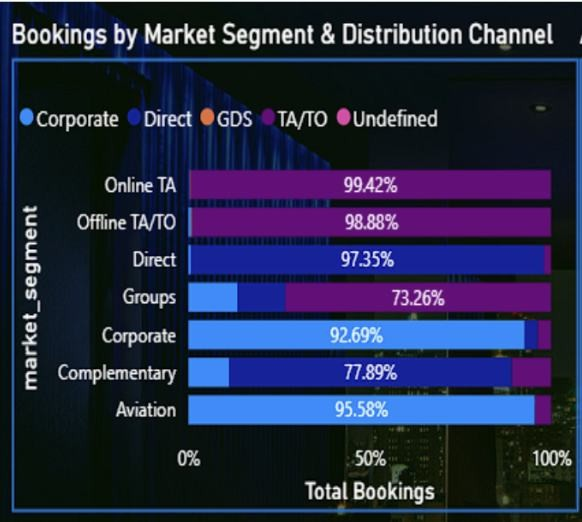 Bookings by Market Segment & Distribution Channel
Corporate Direct GDS TA/TO Undefined
market_segment
Online TA 99.42%
Offline TA/TO 98.88%
Direct 97.35%
Groups 73.26%
Corporate 92.69%
Complementary 77.89%
Aviation 95.58%
0% 50% 100%
Total Bookings